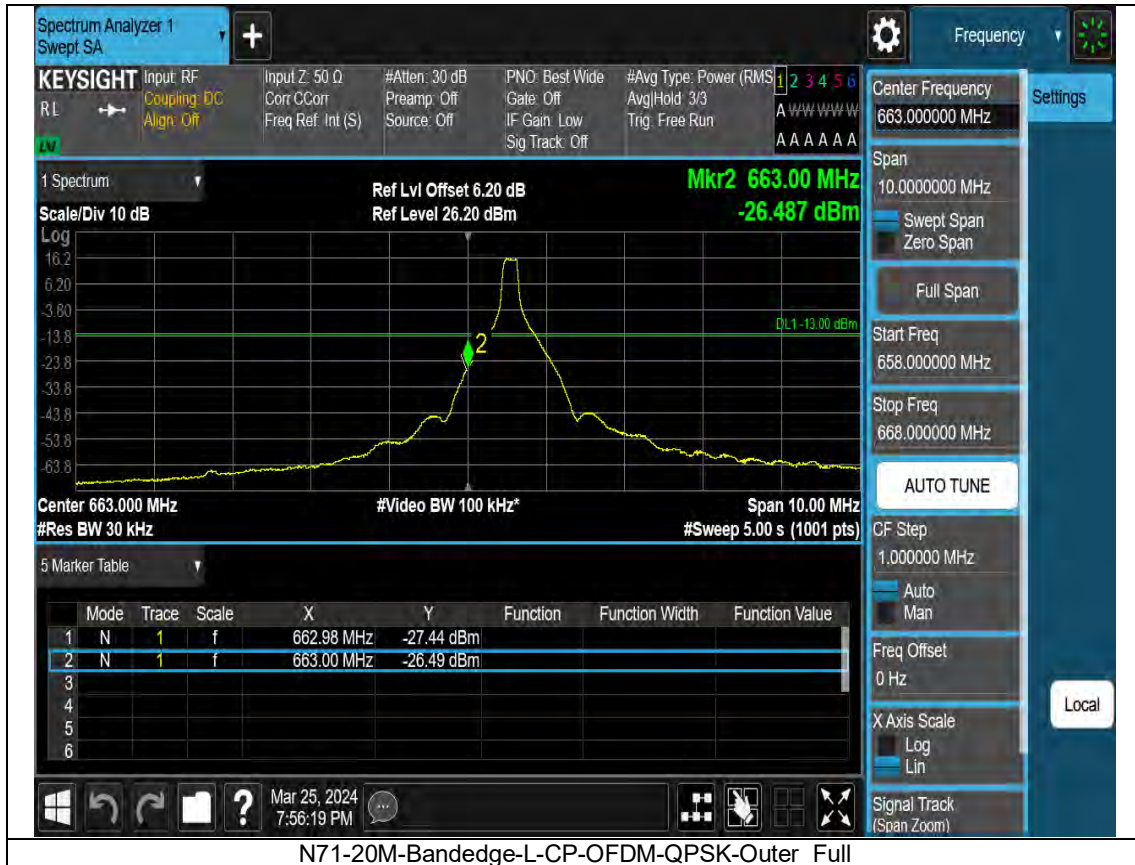 Spectrum Analyzer 1
Swept SA
+
Frequency
KEYSIGHT
RL
LXI
Input: RF
Coupling: DC
Align: Off
Input Z: 50 Ω
Corr CCorr
Freq Ref: Int (S)
#Atten: 30 dB
Preamp: Off
Source: Off
PNO: Best Wide
Gate: Off
IF Gain: Low
Sig Track: Off
#Avg Type: Power (RMS
Avg|Hold: 3/3
Trig: Free Run
1 2 3 4 5 6
A W W W W W
A A A A A A
1 Spectrum
Scale/Div 10 dB
Ref Lvl Offset 6.20 dB
Ref Level 26.20 dBm
Mkr2 663.00 MHz
-26.487 dBm
Log
16.2
6.20
-3.80
-13.8
-23.8
-33.8
-43.8
-53.8
-63.8
DL1 -13.00 dBm
2
Center 663.000 MHz
#Video BW 100 kHz*
Span 10.00 MHz
#Res BW 30 kHz
#Sweep 5.00 s (1001 pts)
5 Marker Table
Mode Trace Scale X Y Function Function Width Function Value
1 N 1 f 662.98 MHz -27.44 dBm
2 N 1 f 663.00 MHz -26.49 dBm
3
4
5
6
?
Mar 25, 2024
7:56:19 PM
Center Frequency
663.000000 MHz
Settings
Span
10.0000000 MHz
Swept Span
Zero Span
Full Span
Start Freq
658.000000 MHz
Stop Freq
668.000000 MHz
AUTO TUNE
CF Step
1.000000 MHz
Auto
Man
Freq Offset
0 Hz
X Axis Scale
Log
Lin
Local
Signal Track
(Span Zoom)
N71-20M-Bandedge-L-CP-OFDM-QPSK-Outer_Full